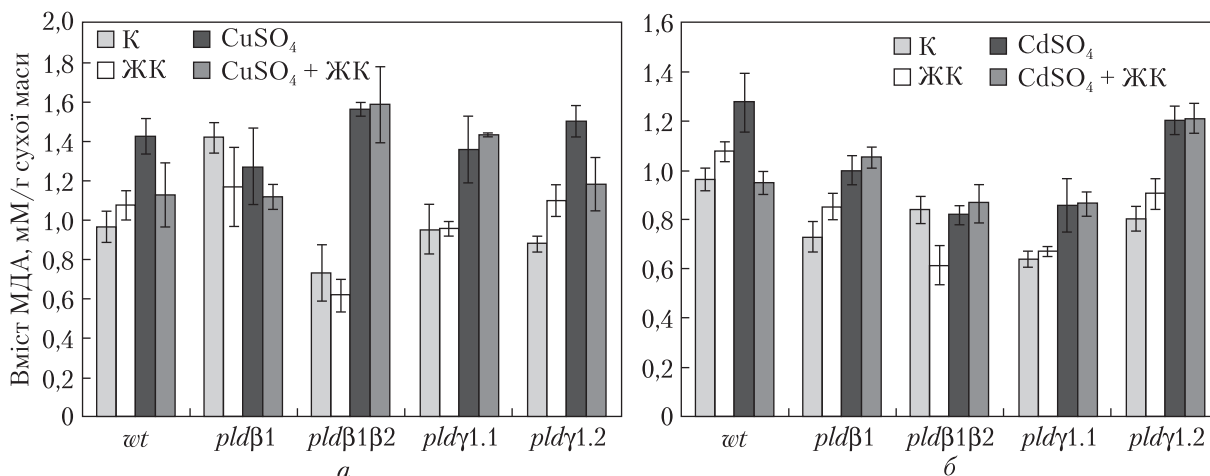 Вміст МДА, мМ/г сухої маси
2,0
1,8
1,6
1,4
1,2
1,0
0,8
0,6
0,4
0,2
0
К
ЖК
CuSO4
CuSO4 + ЖК
wt pldβ1 pldβ1β2 pldγ1.1 pldγ1.2
а
1,6
1,4
1,2
1,0
0,8
0,6
0,4
0,2
0
К
ЖК
CdSO4
CdSO4 + ЖК
wt pldβ1 pldβ1β2 pldγ1.1 pldγ1.2
б